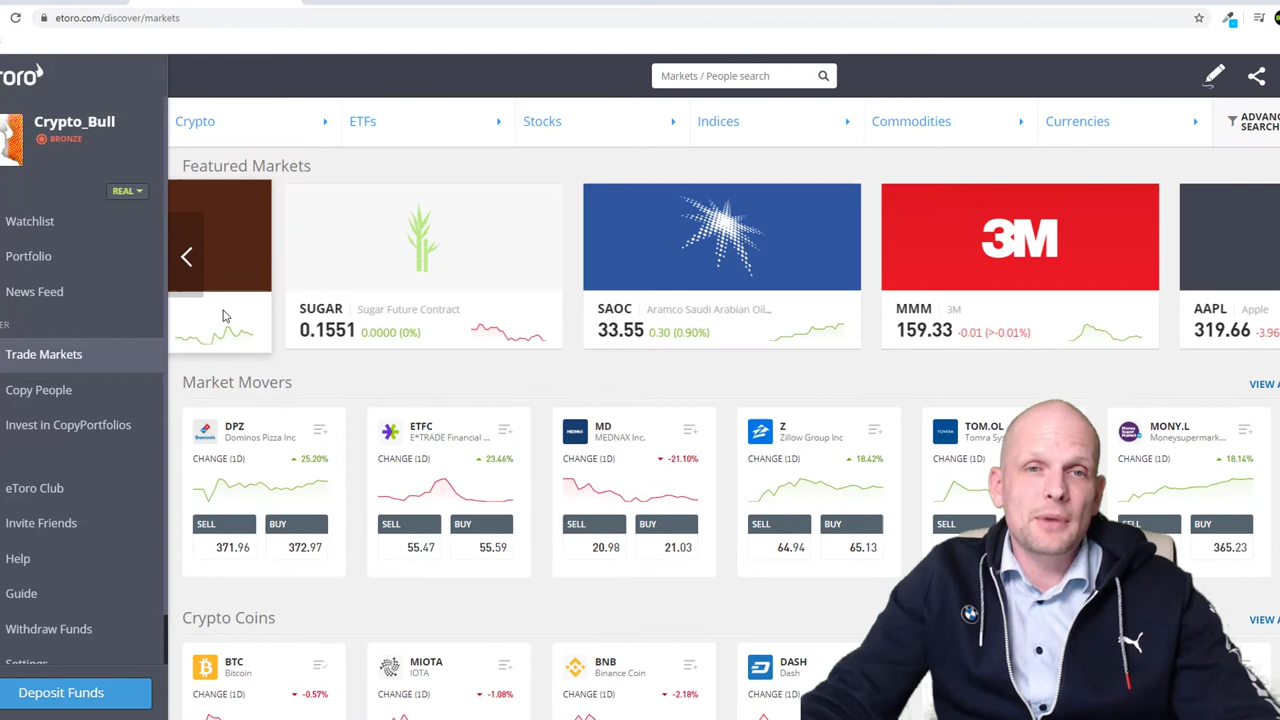 etoro.com/discover/markets
toro
Markets / People search
Crypto_Bull
BRONZE
Crypto
ETFs
Stocks
Indices
Commodities
Currencies
SEARCH
REAL
Featured Markets
Watchlist
Portfolio
News Feed
Trade Markets
Copy People
Invest in CopyPortfolios
eToro Club
Invite Friends
Help
Guide
Withdraw Funds
Deposit Funds
3M
SUGAR Sugar Future Contract
0.1551 0.0000 (0%)
SAOC Aramco Saudi Arabian Oil...
33.55 0.30 (0.90%)
MMM 3M
159.33 -0.01 (>-0.01%)
AAPL Apple
319.66 -3.96
Market Movers
VIEW
DPZ
Dominos Pizza Inc
CHANGE (1D) 25.20%
SELL BUY
371.96 372.97
ETFC
E*TRADE Financial ...
CHANGE (1D) 23.46%
SELL BUY
55.47 55.59
MD
MEDNAX Inc.
CHANGE (1D) -21.10%
SELL BUY
20.98 21.03
Z
Zillow Group Inc
CHANGE (1D) 18.42%
SELL BUY
64.94 65.13
TOM.OL
Tomra Sy
CHANGE (1D)
SELL
MONY.L
Moneysupermark...
CHANGE (1D) 18.14%
SELL BUY
365.23
Crypto Coins
VIEW
BTC
Bitcoin
CHANGE (1D) -0.57%
MIOTA
IOTA
CHANGE (1D) -1.08%
BNB
Binance Coin
CHANGE (1D) -2.18%
DASH
Dash
CHANGE (1D)